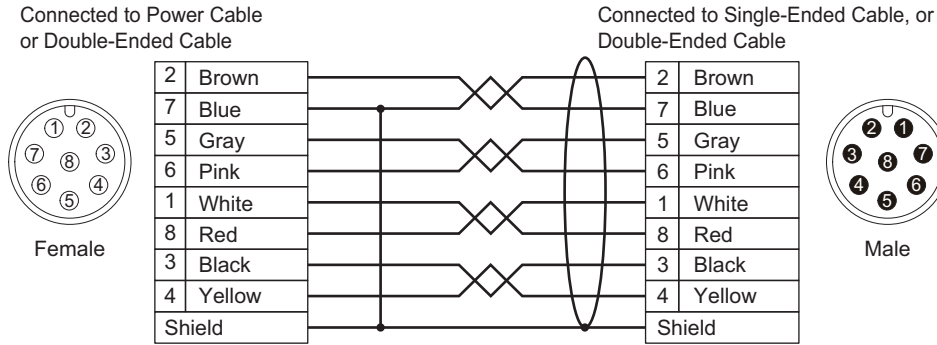 Connected to Power Cable
or Double-Ended Cable
Connected to Single-Ended Cable, or
Double-Ended Cable
2 Brown
7 Blue
5 Gray
6 Pink
1 White
8 Red
3 Black
4 Yellow
Shield
2 Brown
7 Blue
5 Gray
6 Pink
1 White
8 Red
3 Black
4 Yellow
Shield
1 2
7 8 3
6 4
5
Female
2 1
3 8 7
4 6
5
Male